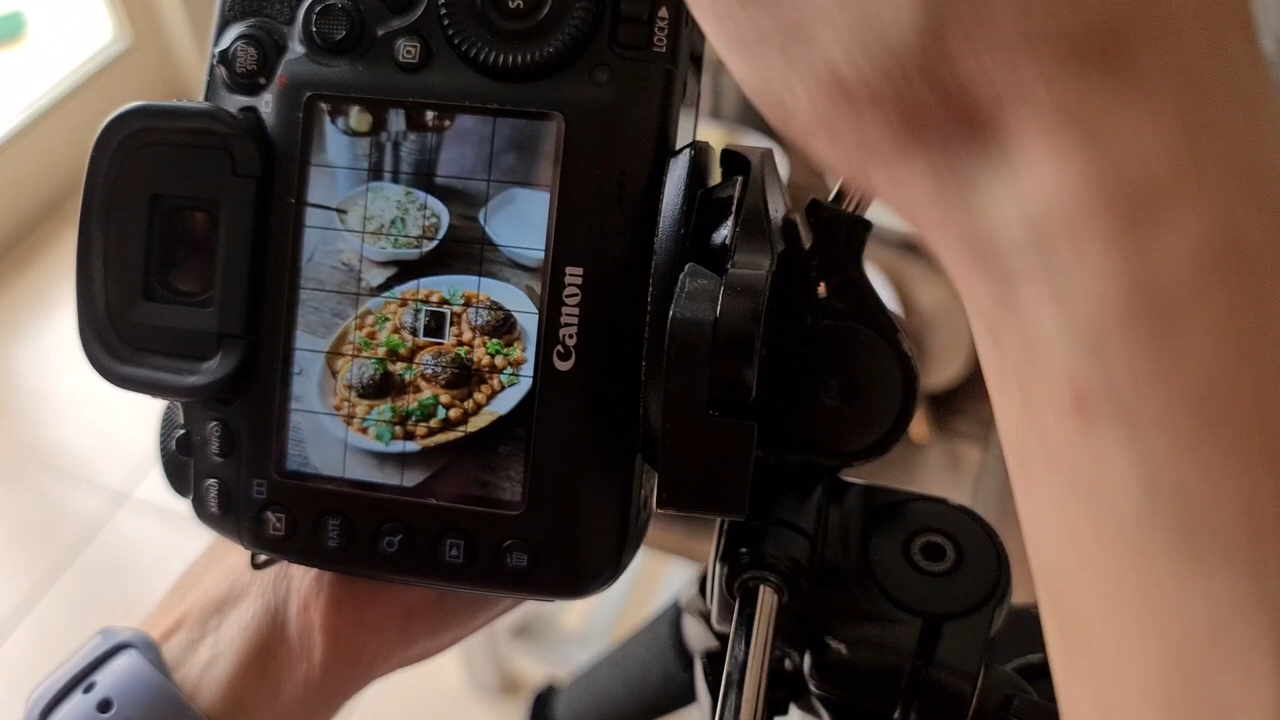 START/
STOP
Q
S
LOCK▶
Canon
INFO
MENU
RATE